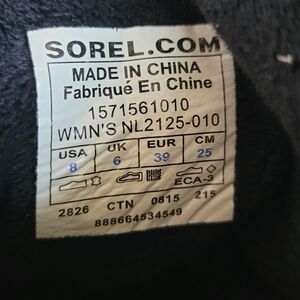 SOREL.COM
MADE IN CHINA
Fabriqué En Chine
1571561010
WMN'S NL2125-010
USA UK EUR CM
8 6 39 25
ECA-3
2826 CTN 0815 215
888664534549